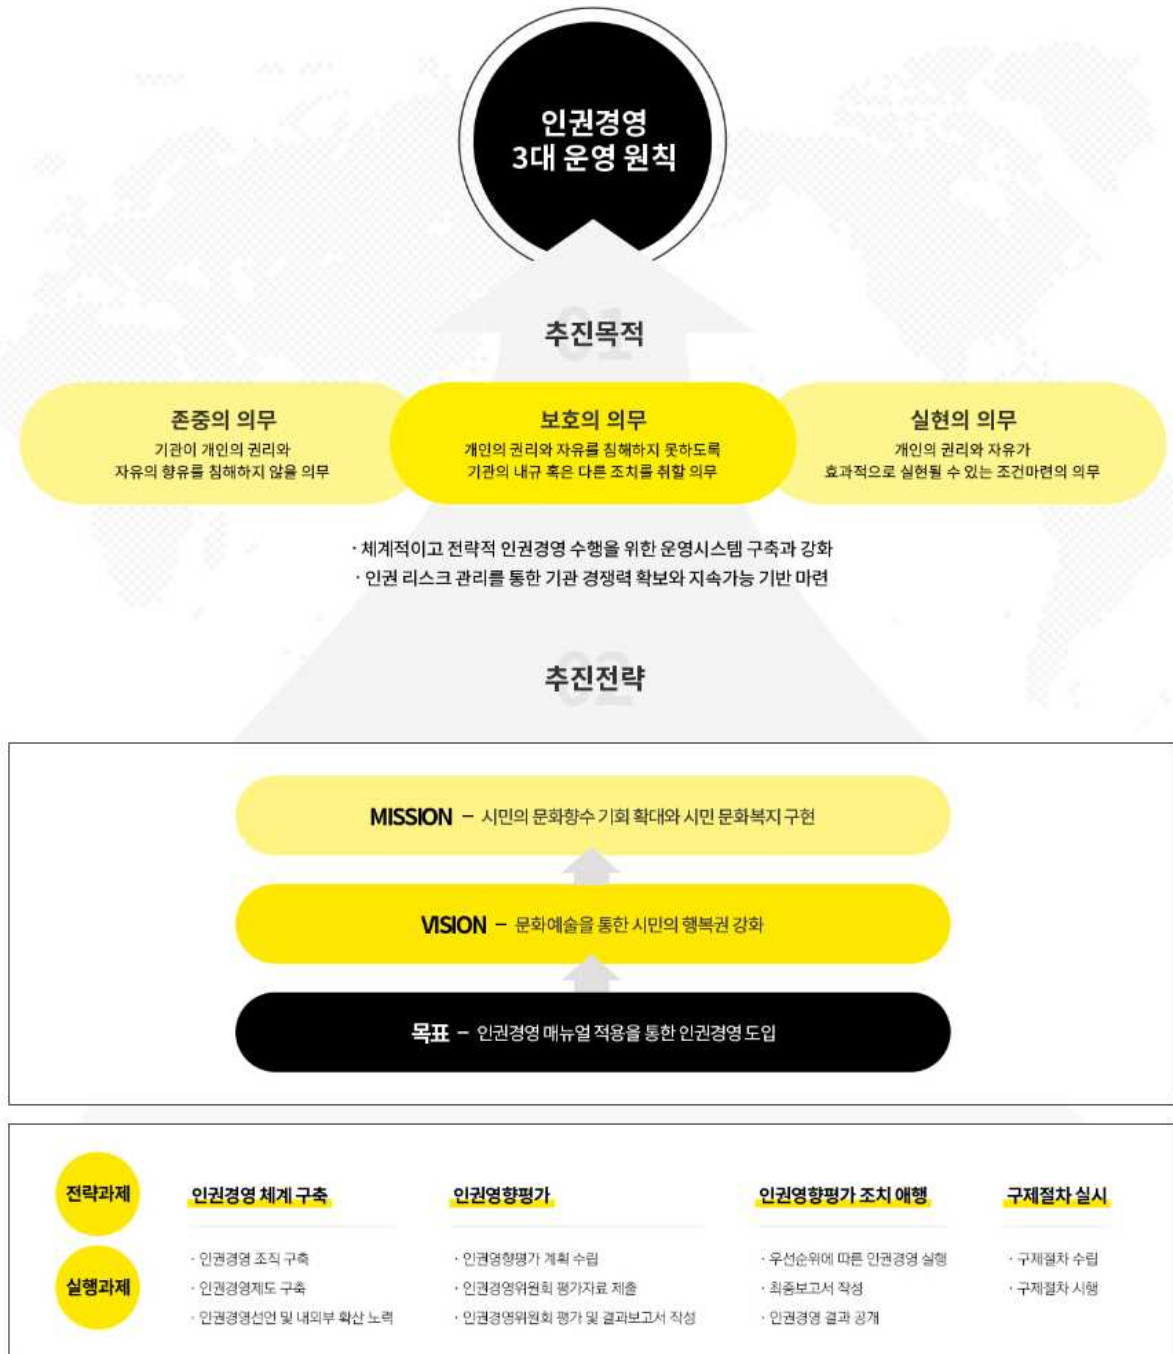 인권경영
3대 운영 원칙
01
추진목적
존중의 의무
기관이 개인의 권리와
자유의 향유를 침해하지 않을 의무
보호의 의무
개인의 권리와 자유를 침해하지 못하도록
기관의 내규 혹은 다른 조치를 취할 의무
실현의 의무
개인의 권리와 자유가
효과적으로 실현될 수 있는 조건마련의 의무
· 체계적이고 전략적 인권경영 수행을 위한 운영시스템 구축과 강화
· 인권 리스크 관리를 통한 기관 경쟁력 확보와 지속가능 기반 마련
02
추진전략
MISSION – 시민의 문화향수 기회 확대와 시민 문화복지 구현
VISION – 문화예술을 통한 시민의 행복권 강화
목표 – 인권경영 매뉴얼 적용을 통한 인권경영 도입
전략과제
인권경영 체계 구축
인권영향평가
인권영향평가 조치 애행
구제절차 실시
실행과제
· 인권경영 조직 구축
· 인권경영제도 구축
· 인권경영선언 및 내외부 확산 노력
· 인권영향평가 계획 수립
· 인권경영위원회 평가자료 제출
· 인권경영위원회 평가 및 결과보고서 작성
· 우선순위에 따른 인권경영 실행
· 최종보고서 작성
· 인권경영 결과 공개
· 구제절차 수립
· 구제절차 시행